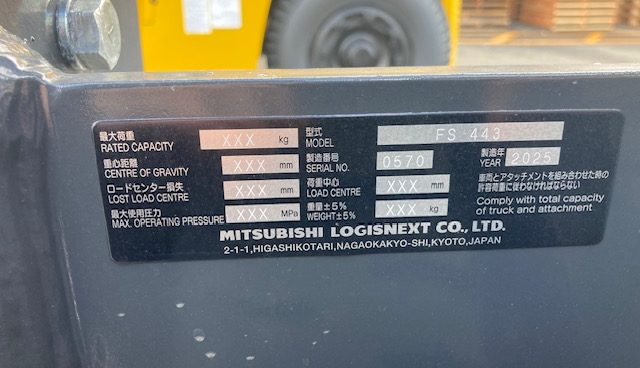 最大荷重 RATED CAPACITY XXX kg
型式 MODEL FS 443
重心距離 CENTRE OF GRAVITY XXX mm
製造番号 SERIAL NO. 0570
製造年 YEAR 2025
ロードセンター損失 LOST LOAD CENTRE XXX mm
荷重中心 LOAD CENTRE XXX mm
最大使用圧力 MAX. OPERATING PRESSURE XXX MPa
重量±5% WEIGHT±5% XXX kg
車両とアタッチメントを組み合わせた時の
許容荷重に従わなければならない
Comply with total capacity
of truck and attachment
MITSUBISHI LOGISNEXT CO., LTD.
2-1-1,HIGASHIKOTARI,NAGAOKAKYO-SHI,KYOTO,JAPAN